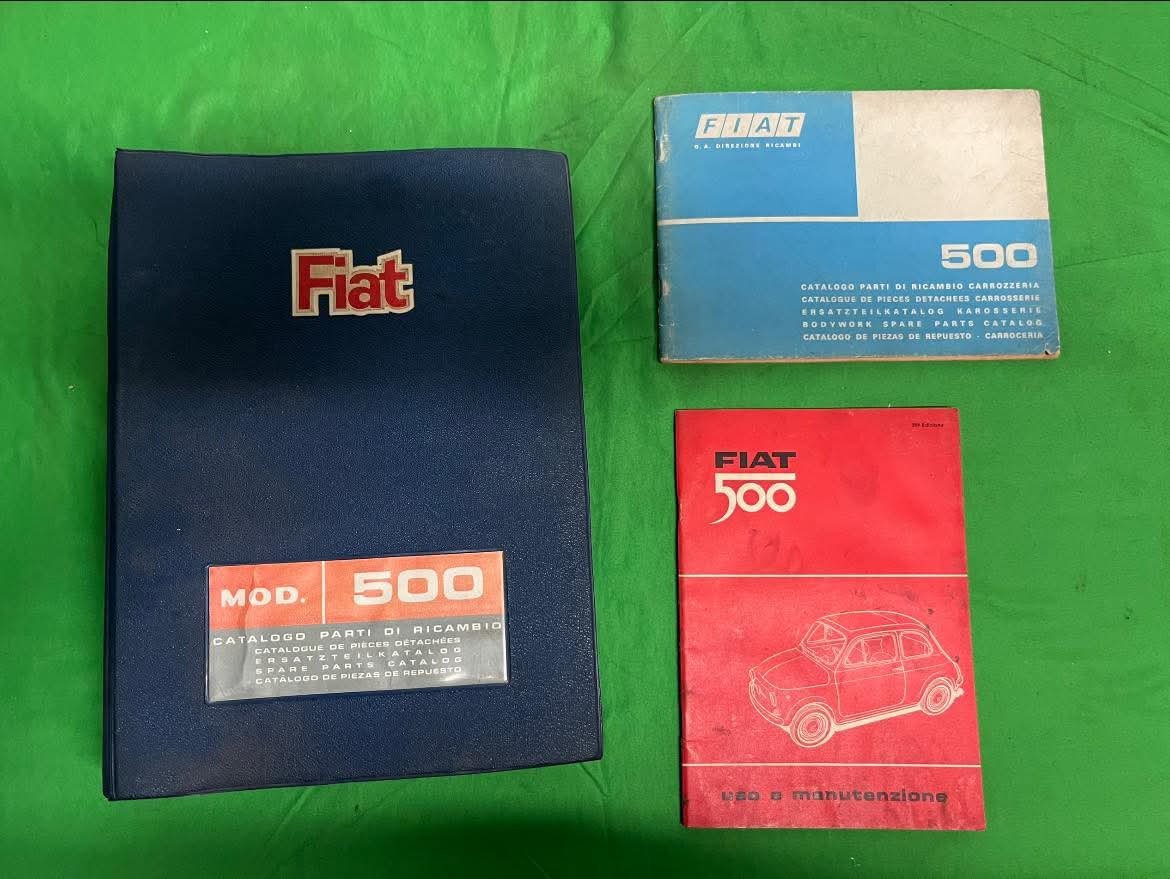 Fiat
MOD. 500
CATALOGO PARTI DI RICAMBIO
CATALOGUE DE PIECES DÉTACHÉES
ERSATZTEILKATALOG
SPARE PARTS CATALOG
CATÁLOGO DE PIEZAS DE REPUESTO
FIAT
D. A. DIREZIONE RICAMBI
500
CATALOGO PARTI DI RICAMBIO CARROZZERIA
CATALOGUE DE PIECES DETACHEES CARROSSERIE
ERSATZTEILKATALOG KAROSSERIE
BODYWORK SPARE PARTS CATALOG
CATALOGO DE PIEZAS DE REPUESTO - CARROCERIA
Edizione
FIAT
500
uso e manutenzione